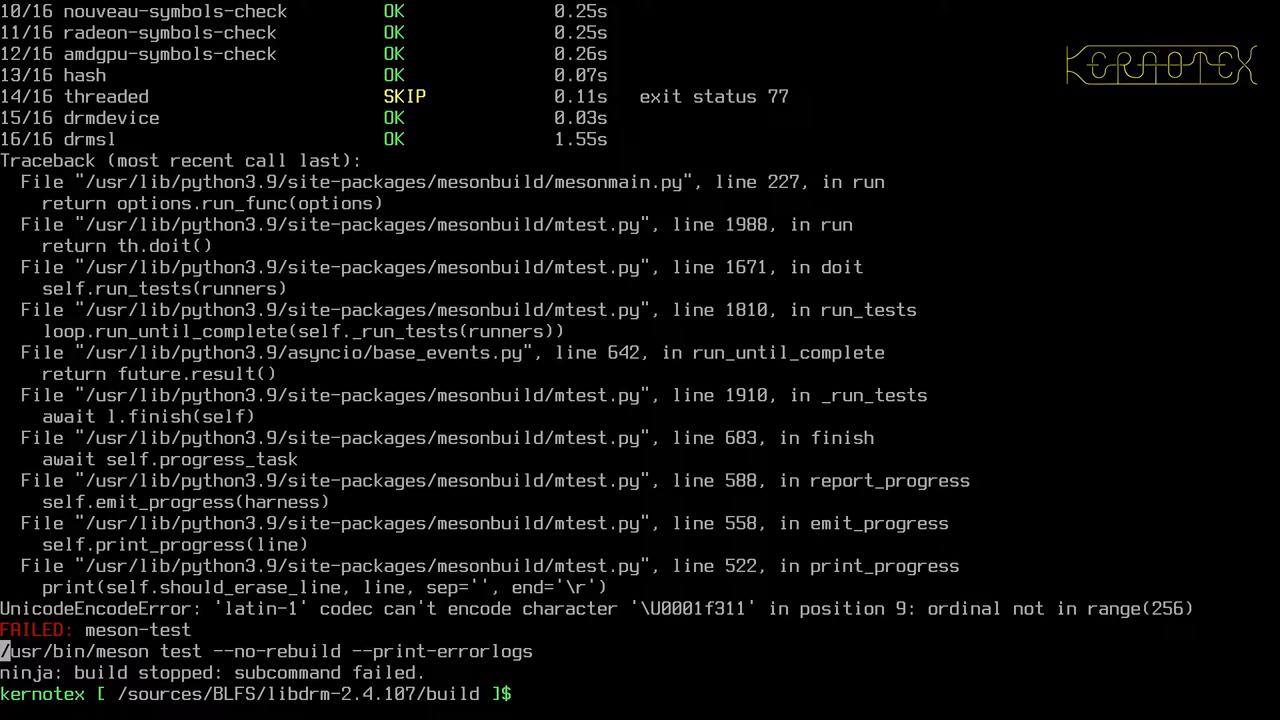 10/16 nouveau-symbols-check OK 0.25s
KERNOTEX
11/16 radeon-symbols-check OK 0.25s
12/16 amdgpu-symbols-check OK 0.26s
13/16 hash OK 0.07s
14/16 threaded SKIP 0.11s exit status 77
15/16 drmdevice OK 0.03s
16/16 drmsl OK 1.55s
Traceback (most recent call last):
  File "/usr/lib/python3.9/site-packages/mesonbuild/mesonmain.py", line 227, in run
    return options.run_func(options)
  File "/usr/lib/python3.9/site-packages/mesonbuild/mtest.py", line 1988, in run
    return th.doit()
  File "/usr/lib/python3.9/site-packages/mesonbuild/mtest.py", line 1671, in doit
    self.run_tests(runners)
  File "/usr/lib/python3.9/site-packages/mesonbuild/mtest.py", line 1810, in run_tests
    loop.run_until_complete(self._run_tests(runners))
  File "/usr/lib/python3.9/asyncio/base_events.py", line 642, in run_until_complete
    return future.result()
  File "/usr/lib/python3.9/site-packages/mesonbuild/mtest.py", line 1910, in _run_tests
    await l.finish(self)
  File "/usr/lib/python3.9/site-packages/mesonbuild/mtest.py", line 683, in finish
    await self.progress_task
  File "/usr/lib/python3.9/site-packages/mesonbuild/mtest.py", line 588, in report_progress
    self.emit_progress(harness)
  File "/usr/lib/python3.9/site-packages/mesonbuild/mtest.py", line 558, in emit_progress
    self.print_progress(line)
  File "/usr/lib/python3.9/site-packages/mesonbuild/mtest.py", line 522, in print_progress
    print(self.should_erase_line, line, sep='', end='\r')
UnicodeEncodeError: 'latin-1' codec can't encode character '\U0001f311' in position 9: ordinal not in range(256)
FAILED: meson-test
/usr/bin/meson test --no-rebuild --print-errorlogs
ninja: build stopped: subcommand failed.
kernotex [ /sources/BLFS/libdrm-2.4.107/build ]$